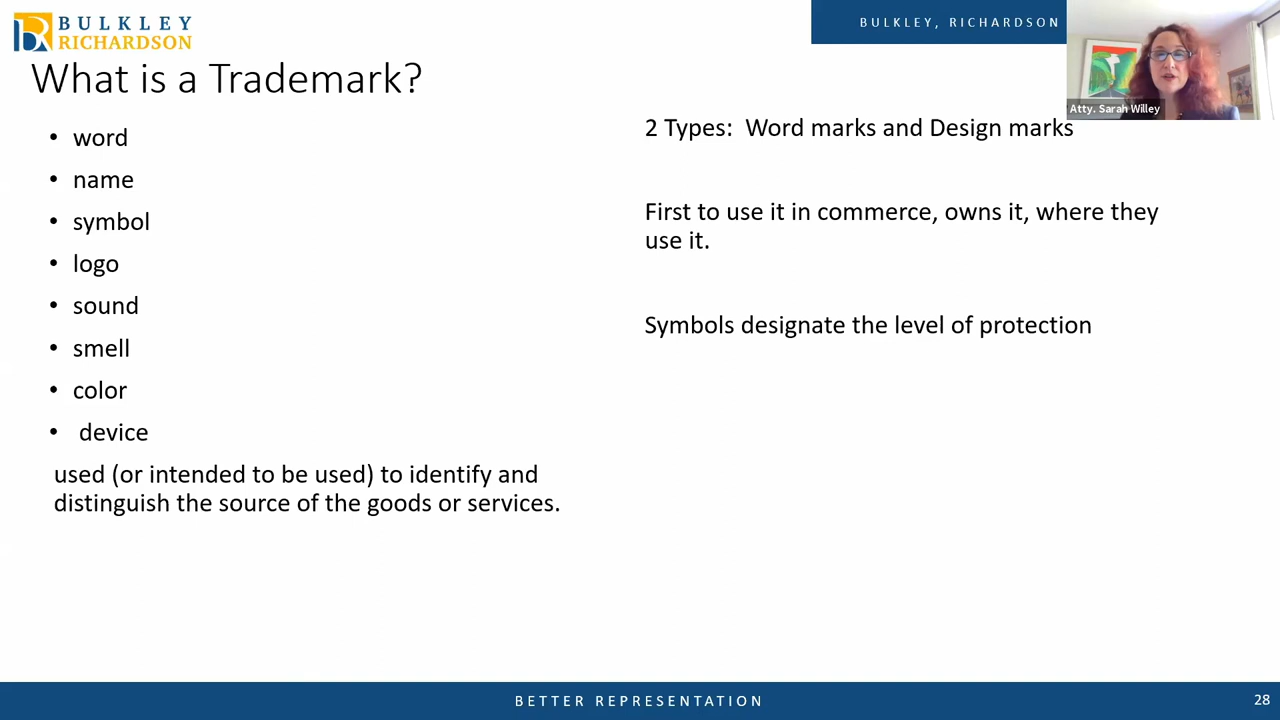 BULKLEY
RICHARDSON
BULKLEY, RICHARDSON
Atty. Sarah Willey
What is a Trademark?
• word
• name
• symbol
• logo
• sound
• smell
• color
• device
used (or intended to be used) to identify and
distinguish the source of the goods or services.
2 Types: Word marks and Design marks
First to use it in commerce, owns it, where they
use it.
Symbols designate the level of protection
BETTER REPRESENTATION
28